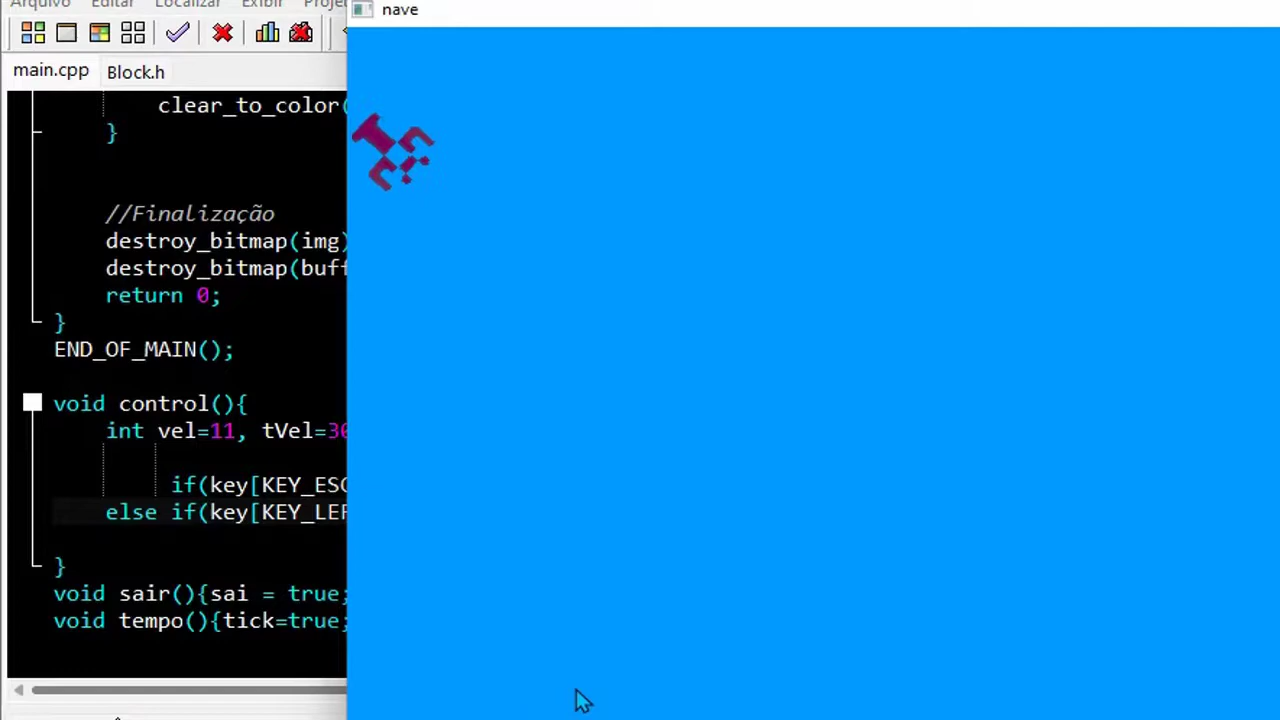 Arquivo Editar Localizar Exibir Projet
nave
main.cpp Block.h
clear_to_color(
}
//Finalização
destroy_bitmap(img)
destroy_bitmap(buff
return 0;
}
END_OF_MAIN();
void control(){
int vel=11, tVel=30
if(key[KEY_ESC
else if(key[KEY_LEF
}
void sair(){sai = true;
void tempo(){tick=true;